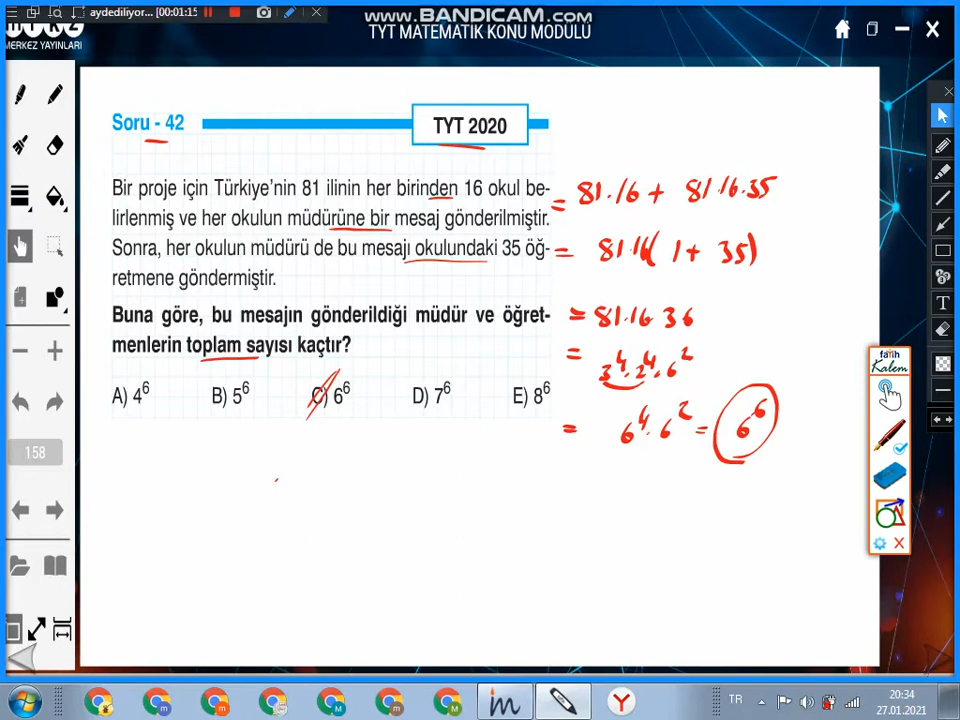 aydediliyor... [00:01:15
www.BANDICAM.com
MERKEZ YAYINLARI
TYT MATEMATİK KONU MODÜLÜ
Soru - 42
TYT 2020
Bir proje için Türkiye'nin 81 ilinin her birinden 16 okul be-
lirlenmiş ve her okulun müdürüne bir mesaj gönderilmiştir.
Sonra, her okulun müdürü de bu mesajı okulundaki 35 öğ-
retmene göndermiştir.
Buna göre, bu mesajın gönderildiği müdür ve öğret-
menlerin toplam sayısı kaçtır?
A) 4⁶ B) 5⁶ C) 6⁶ D) 7⁶ E) 8⁶
= 81.16 + 81.16.35
= 81.16( 1 + 35)
= 81.16 36
= 3⁴.2⁴.6²
= 6⁴.6² = 6⁶
fatih
Kalem
T
158
TR
20:34
27.01.2021